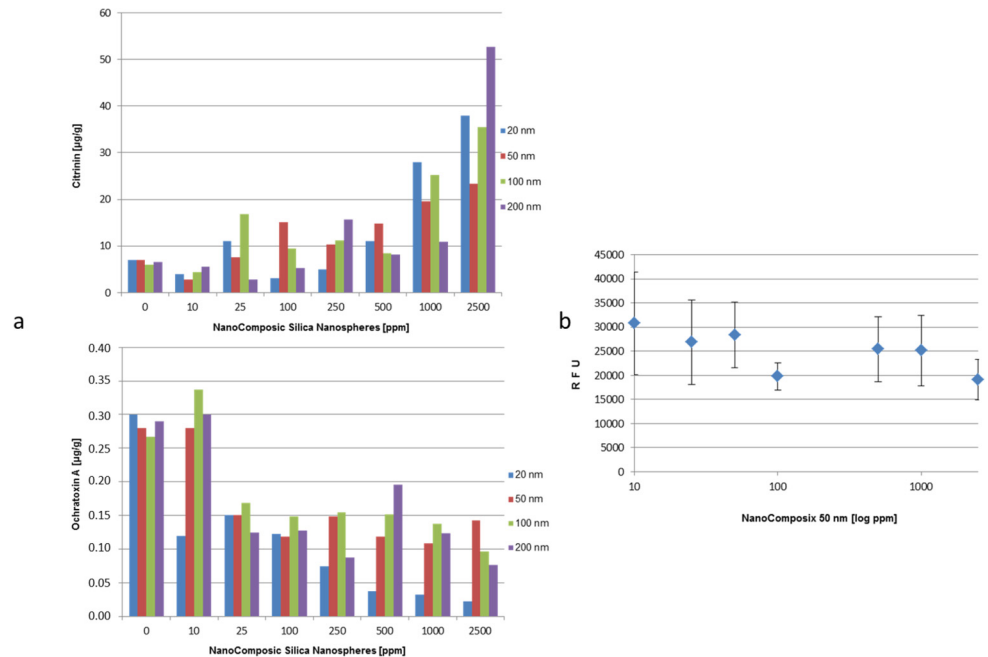 a
60
50
40
30
20
10
0
Citrinin [µg/g]
0 10 25 100 250 500 1000 2500
NanoComposic Silica Nanospheres [ppm]
20 nm
50 nm
100 nm
200 nm
0.40
0.35
0.30
0.25
0.20
0.15
0.10
0.05
0.00
Ochratoxin A [µg/g]
0 10 25 100 250 500 1000 2500
NanoComposic Silica Nanospheres [ppm]
20 nm
50 nm
100 nm
200 nm
b
45000
40000
35000
30000
25000
20000
15000
10000
5000
0
R F U
10 100 1000
NanoComposix 50 nm [log ppm]